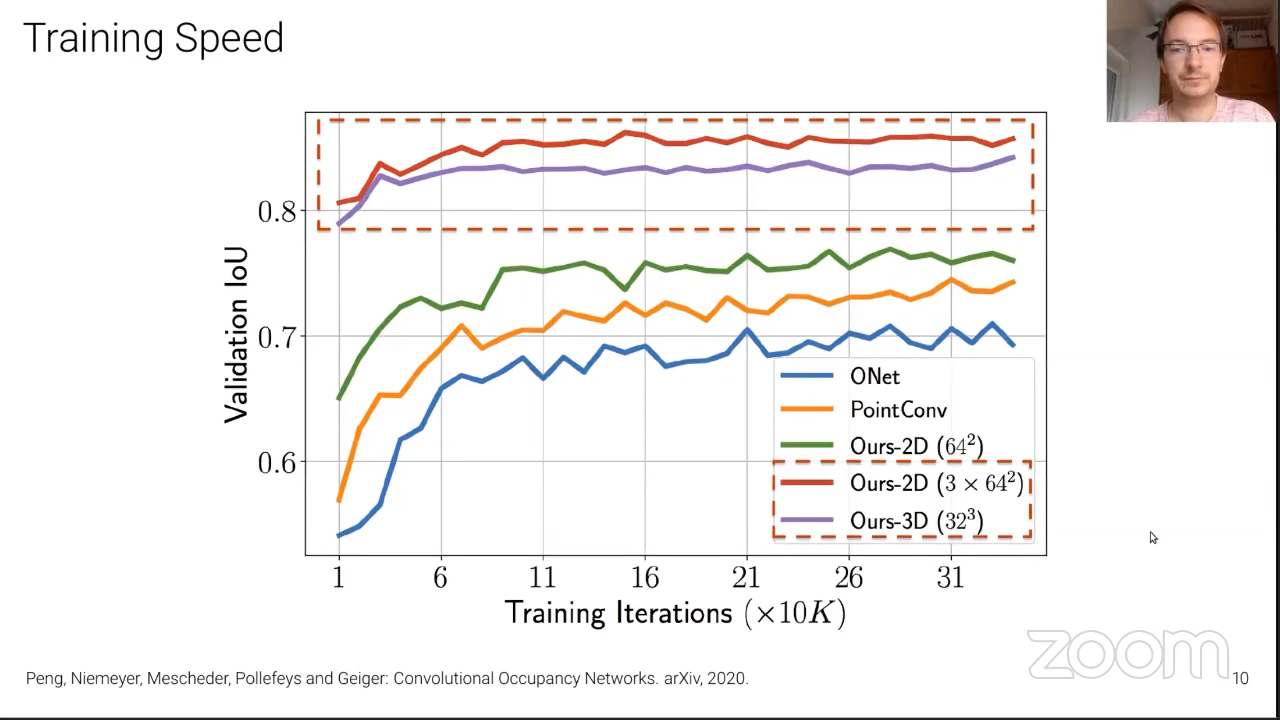 Training Speed
0.8
0.7
0.6
Validation IoU
ONet
PointConv
Ours-2D (64²)
Ours-2D (3 × 64²)
Ours-3D (32³)
1 6 11 16 21 26 31
Training Iterations (×10K)
zoom
Peng, Niemeyer, Mescheder, Pollefeys and Geiger: Convolutional Occupancy Networks. arXiv, 2020.
10